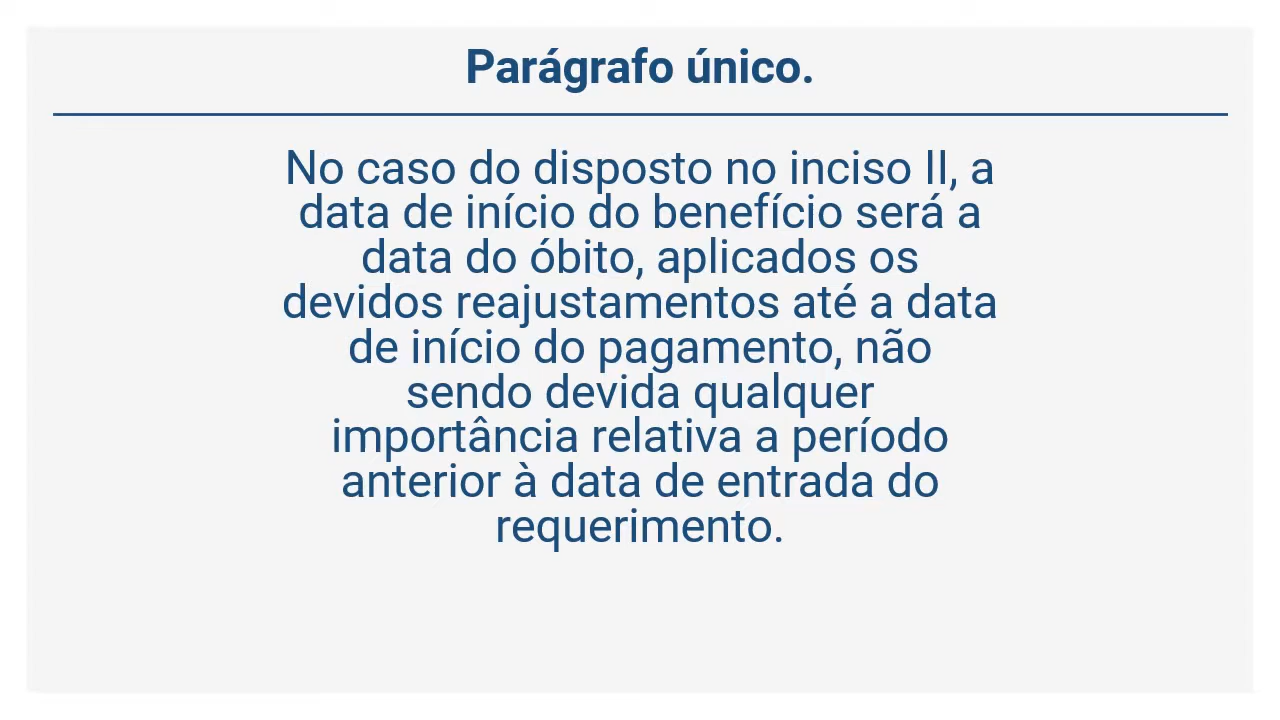 Parágrafo único.
No caso do disposto no inciso II, a
data de início do benefício será a
data do óbito, aplicados os
devidos reajustamentos até a data
de início do pagamento, não
sendo devida qualquer
importância relativa a período
anterior à data de entrada do
requerimento.